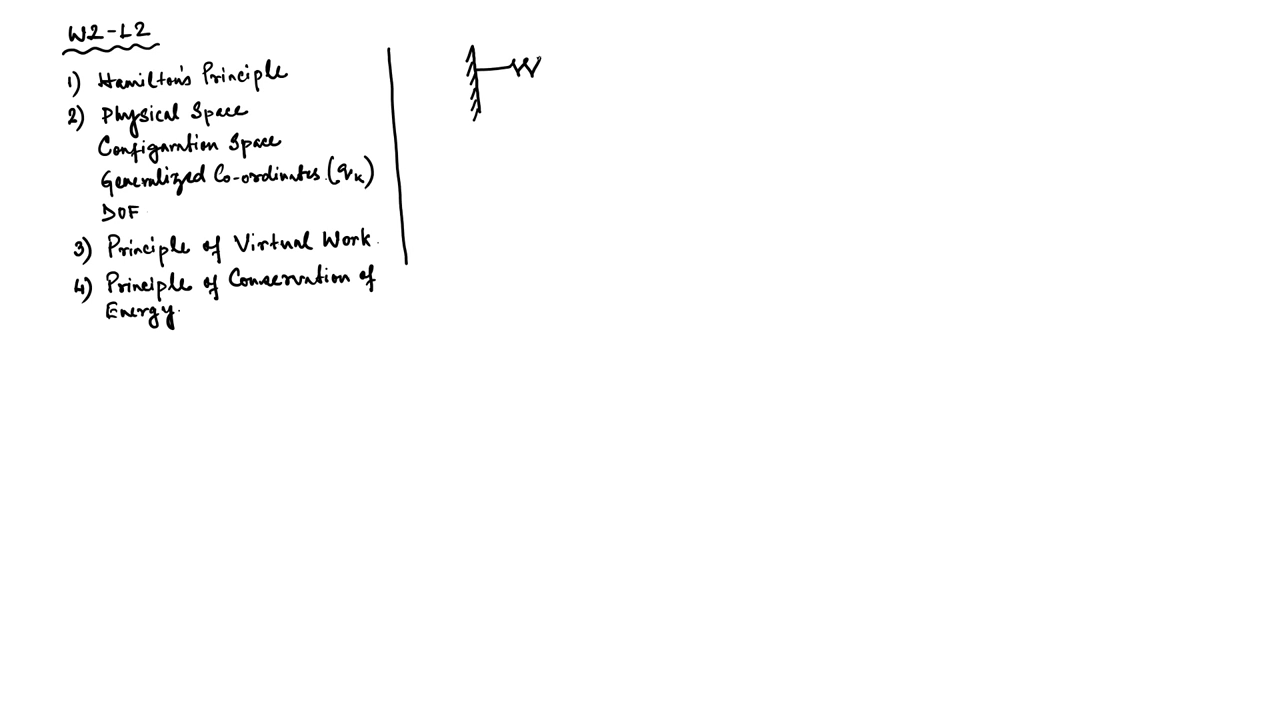 W2-L2
1) Hamilton's Principle
2) Physical Space
Configuration Space
Generalized Co-ordinates (qk)
DOF
3) Principle of Virtual Work.
4) Principle of Conservation of
Energy.